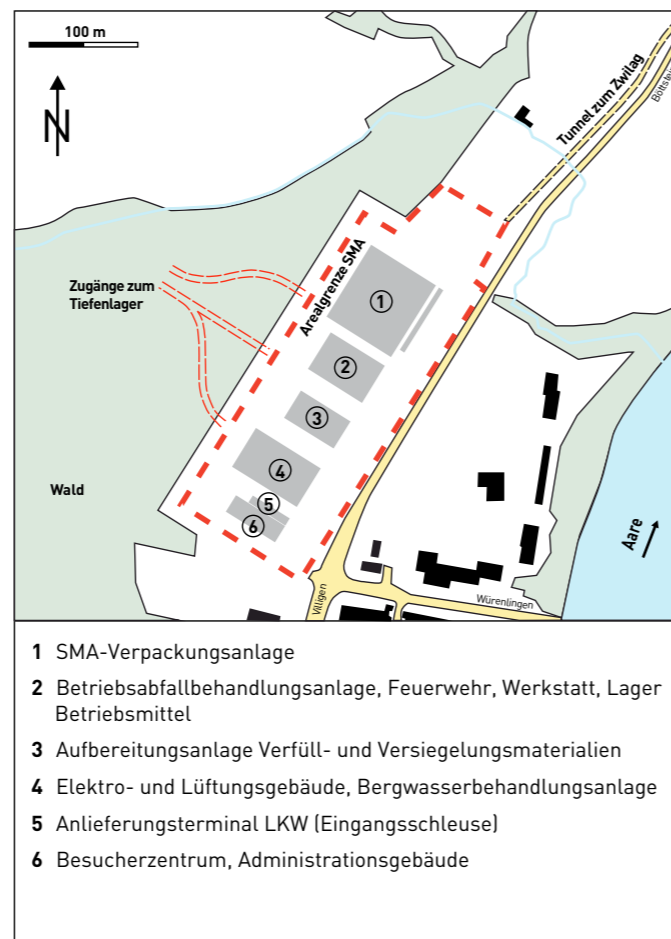 100 m
N
Tunnel zum Zwilag
Zugänge zum
Tiefenlager
Arealgrenze SMA
1
2
3
4
5
6
Wald
Aare
Villigen
Würenlingen
1 SMA-Verpackungsanlage
2 Betriebsabfallbehandlungsanlage, Feuerwehr, Werkstatt, Lager
Betriebsmittel
3 Aufbereitungsanlage Verfüll- und Versiegelungsmaterialien
4 Elektro- und Lüftungsgebäude, Bergwasserbehandlungsanlage
5 Anlieferungsterminal LKW (Eingangsschleuse)
6 Besucherzentrum, Administrationsgebäude